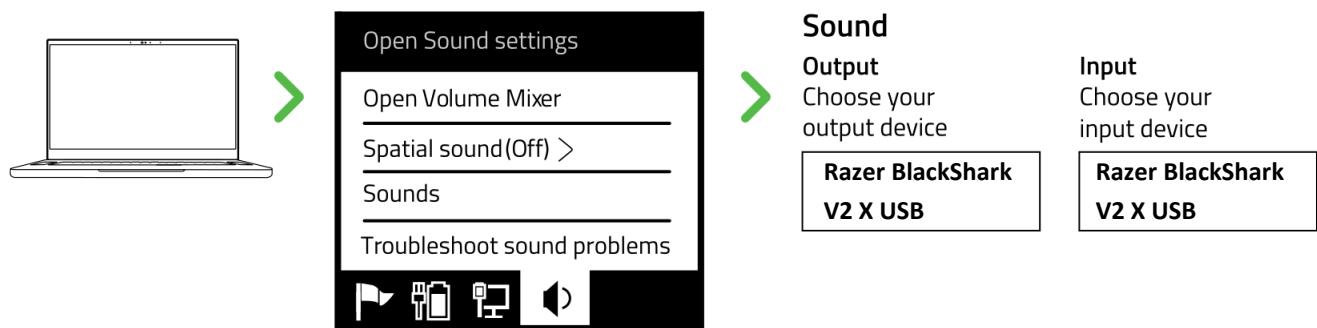 Open Sound settings
Open Volume Mixer
Spatial sound(Off) >
Sounds
Troubleshoot sound problems
Sound
Output
Choose your
output device
Razer BlackShark
V2 X USB
Input
Choose your
input device
Razer BlackShark
V2 X USB